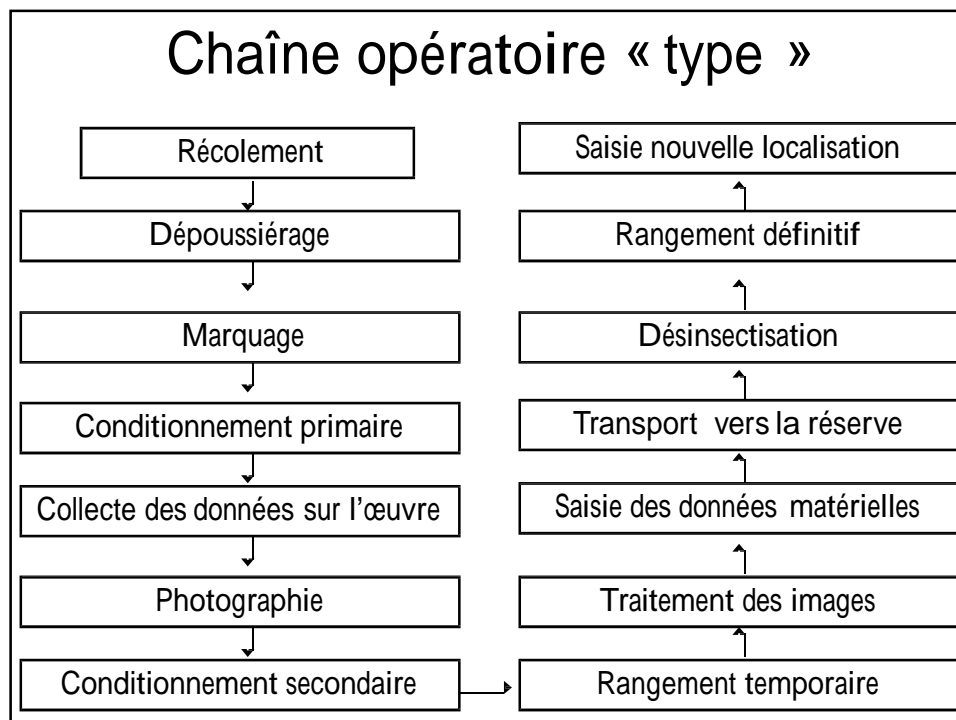 Chaîne opératoire « type »
Récolement
Dépoussiérage
Marquage
Conditionnement primaire
Collecte des données sur l'œuvre
Photographie
Conditionnement secondaire
Rangement temporaire
Traitement des images
Saisie des données matérielles
Transport vers la réserve
Désinsectisation
Rangement définitif
Saisie nouvelle localisation